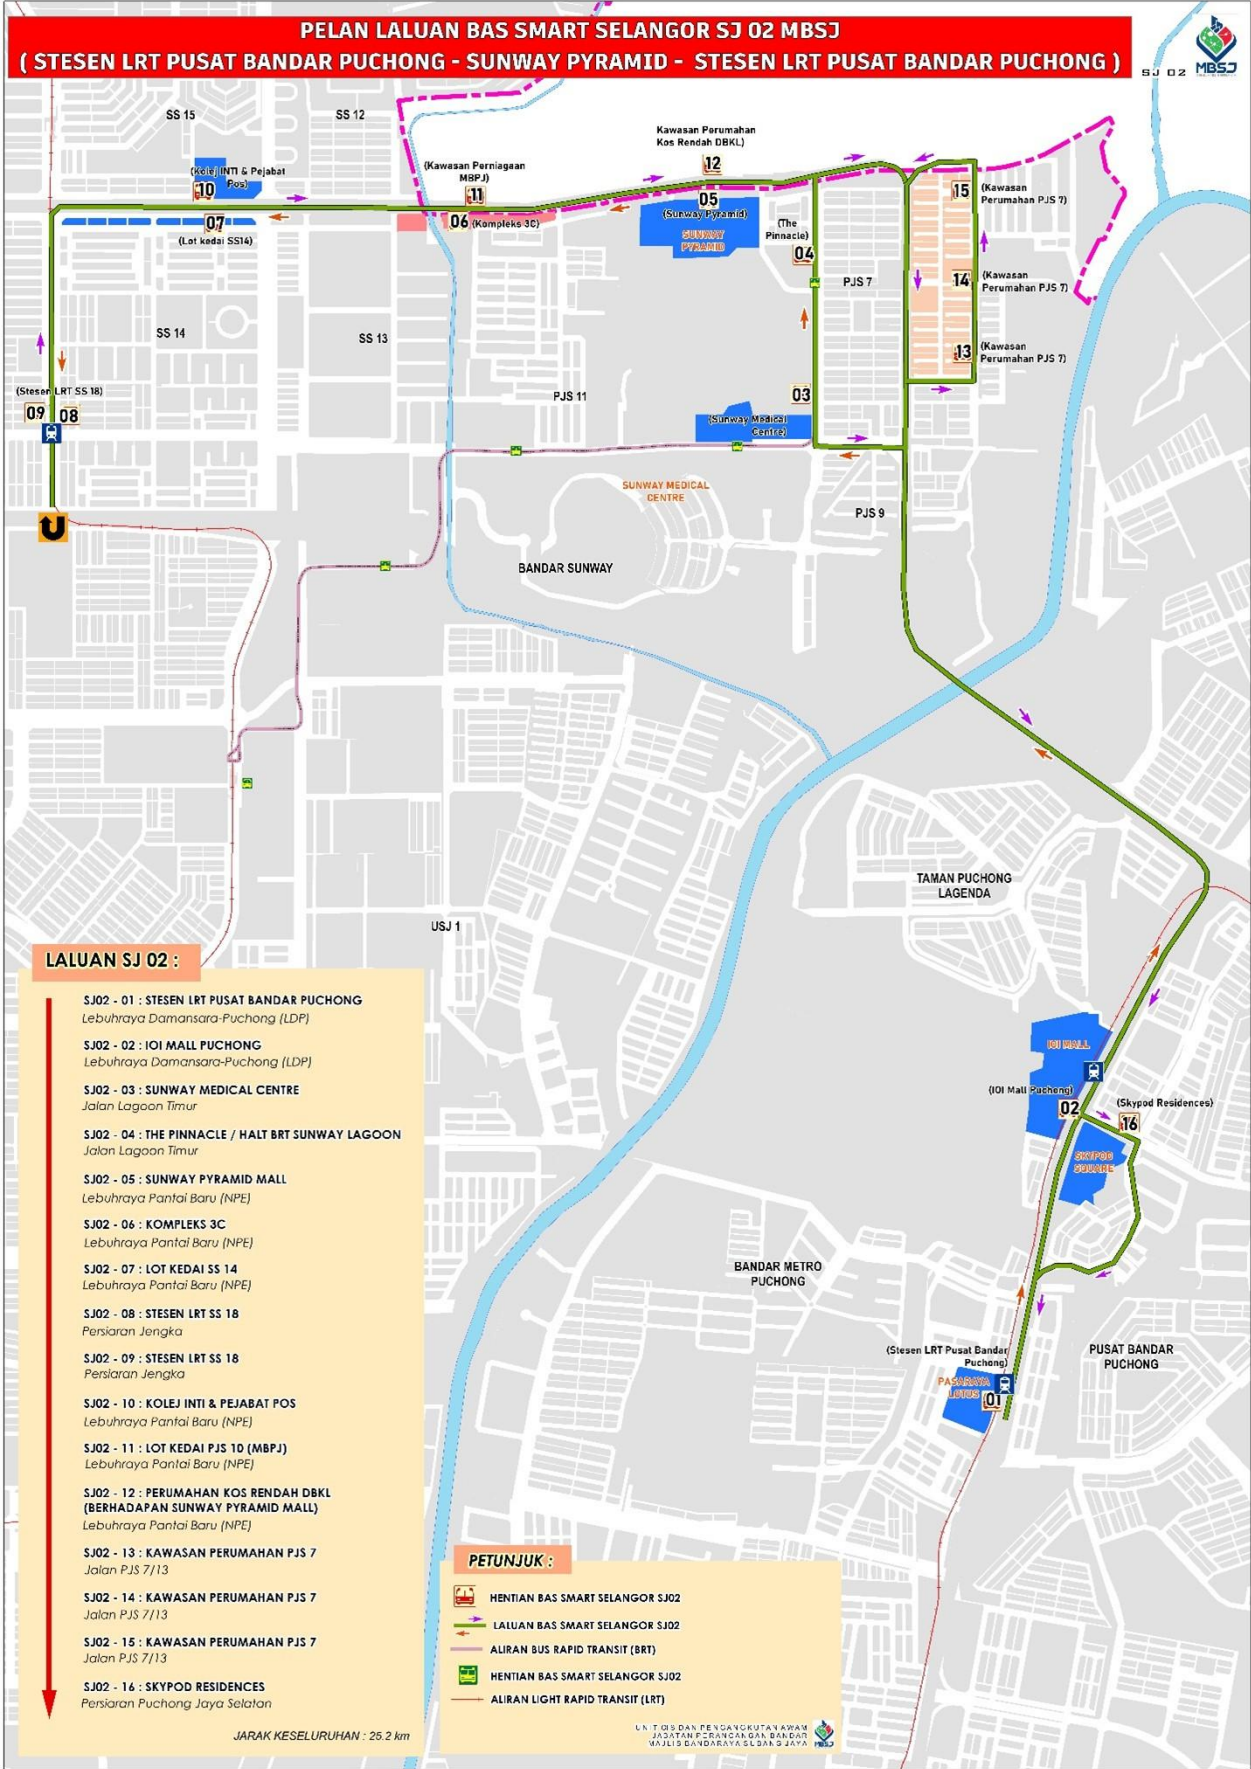 PELAN LALUAN BAS SMART SELANGOR SJ 02 MBSJ
( STESEN LRT PUSAT BANDAR PUCHONG - SUNWAY PYRAMID - STESEN LRT PUSAT BANDAR PUCHONG )
SJ 02
MBSJ
SS 15
SS 12
(Kolej INTI & Pejabat
Pos)
10
(Kawasan Perniagaan
MBPJ)
11
Kawasan Perumahan
Kos Rendah DBKL)
12
07
(Lot kedai SS14)
06
(Kompleks 3C)
05
(Sunway Pyramid)
SUNWAY
PYRAMID
(The
Pinnacle)
04
15
(Kawasan
Perumahan PJS 7)
14
(Kawasan
Perumahan PJS 7)
13
(Kawasan
Perumahan PJS 7)
PJS 7
SS 14
SS 13
PJS 11
(Stesen LRT SS 18)
09
08
03
(Sunway Medical
Centre)
SUNWAY MEDICAL
CENTRE
PJS 9
BANDAR SUNWAY
TAMAN PUCHONG
LAGENDA
USJ 1
IOI MALL
(IOI Mall Puchong)
02
(Skypod Residences)
16
SKYPOD
SQUARE
BANDAR METRO
PUCHONG
PUSAT BANDAR
PUCHONG
(Stesen LRT Pusat Bandar
Puchong)
PASARAYA
LOTUS
01
LALUAN SJ 02 :
SJ02 - 01 : STESEN LRT PUSAT BANDAR PUCHONG
Lebuhraya Damansara-Puchong (LDP)
SJ02 - 02 : IOI MALL PUCHONG
Lebuhraya Damansara-Puchong (LDP)
SJ02 - 03 : SUNWAY MEDICAL CENTRE
Jalan Lagoon Timur
SJ02 - 04 : THE PINNACLE / HALT BRT SUNWAY LAGOON
Jalan Lagoon Timur
SJ02 - 05 : SUNWAY PYRAMID MALL
Lebuhraya Pantai Baru (NPE)
SJ02 - 06 : KOMPLEKS 3C
Lebuhraya Pantai Baru (NPE)
SJ02 - 07 : LOT KEDAI SS 14
Lebuhraya Pantai Baru (NPE)
SJ02 - 08 : STESEN LRT SS 18
Persiaran Jengka
SJ02 - 09 : STESEN LRT SS 18
Persiaran Jengka
SJ02 - 10 : KOLEJ INTI & PEJABAT POS
Lebuhraya Pantai Baru (NPE)
SJ02 - 11 : LOT KEDAI PJS 10 (MBPJ)
Lebuhraya Pantai Baru (NPE)
SJ02 - 12 : PERUMAHAN KOS RENDAH DBKL
(BERHADAPAN SUNWAY PYRAMID MALL)
Lebuhraya Pantai Baru (NPE)
SJ02 - 13 : KAWASAN PERUMAHAN PJS 7
Jalan PJS 7/13
SJ02 - 14 : KAWASAN PERUMAHAN PJS 7
Jalan PJS 7/13
SJ02 - 15 : KAWASAN PERUMAHAN PJS 7
Jalan PJS 7/13
SJ02 - 16 : SKYPOD RESIDENCES
Persiaran Puchong Jaya Selatan
JARAK KESELURUHAN : 25.2 km
PETUNJUK :
HENTIAN BAS SMART SELANGOR SJ02
LALUAN BAS SMART SELANGOR SJ02
ALIRAN BUS RAPID TRANSIT (BRT)
HENTIAN BAS SMART SELANGOR SJ02
ALIRAN LIGHT RAPID TRANSIT (LRT)
UNIT GIS DAN PENGANGKUTAN AWAM
JABATAN PERANCANGAN BANDAR
MAJLIS BANDARAYA SUBANG JAYA
MBSJ